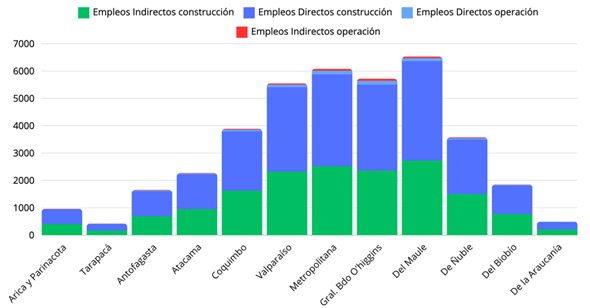 Empleos Indirectos construcción Empleos Directos construcción Empleos Directos operación
Empleos Indirectos operación
7000
6000
5000
4000
3000
2000
1000
0
Arica y Parinacota
Tarapacá
Antofagasta
Atacama
Coquimbo
Valparaíso
Metropolitana
Gral. Bdo O'higgins
Del Maule
De Ñuble
Del Biobío
De la Araucanía